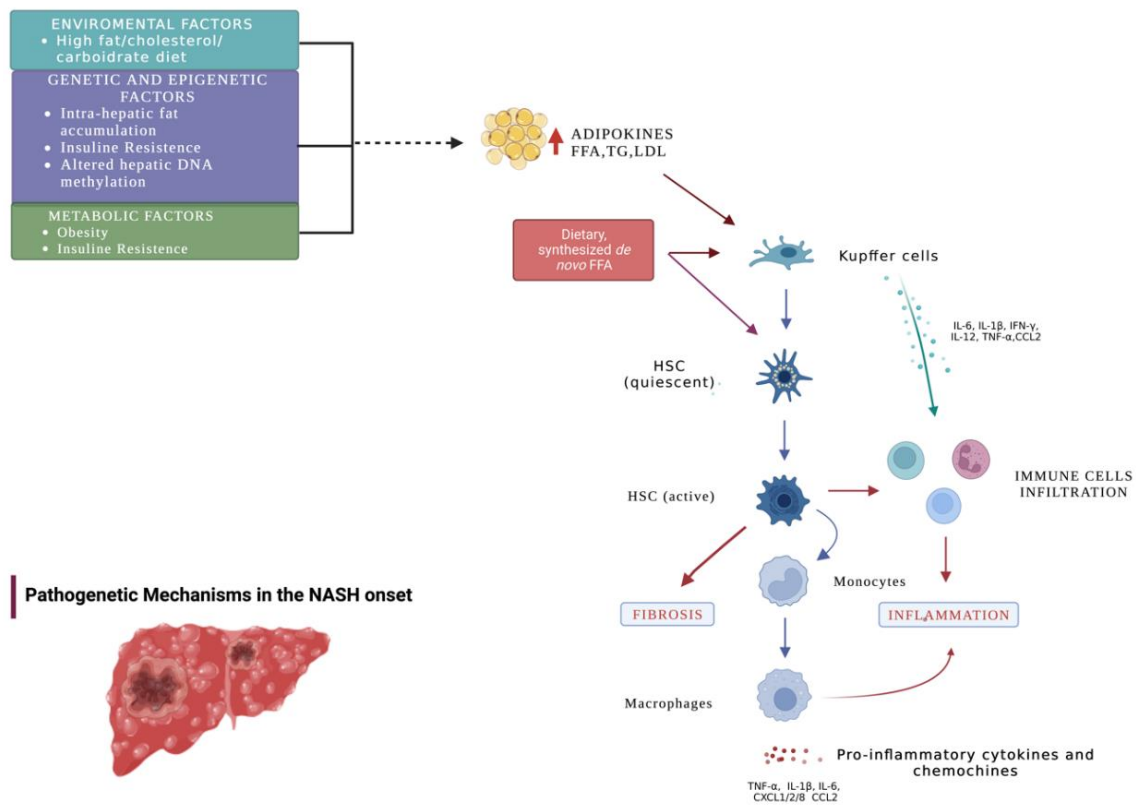 ENVIROMENTAL FACTORS
• High fat/cholesterol/
carboidrate diet
GENETIC AND EPIGENETIC
FACTORS
• Intra-hepatic fat
accumulation
• Insuline Resistence
• Altered hepatic DNA
methylation
METABOLIC FACTORS
• Obesity
• Insuline Resistence
ADIPOKINES
FFA,TG,LDL
Dietary,
synthesized de
novo FFA
Kupffer cells
IL-6, IL-1β, IFN-γ,
IL-12, TNF-α,CCL2
HSC
(quiescent)
HSC (active)
IMMUNE CELLS
INFILTRATION
Monocytes
FIBROSIS
INFLAMMATION
Macrophages
Pro-inflammatory cytokines and
chemochines
TNF-α, IL-1β, IL-6,
CXCL1/2/8 CCL2
Pathogenetic Mechanisms in the NASH onset